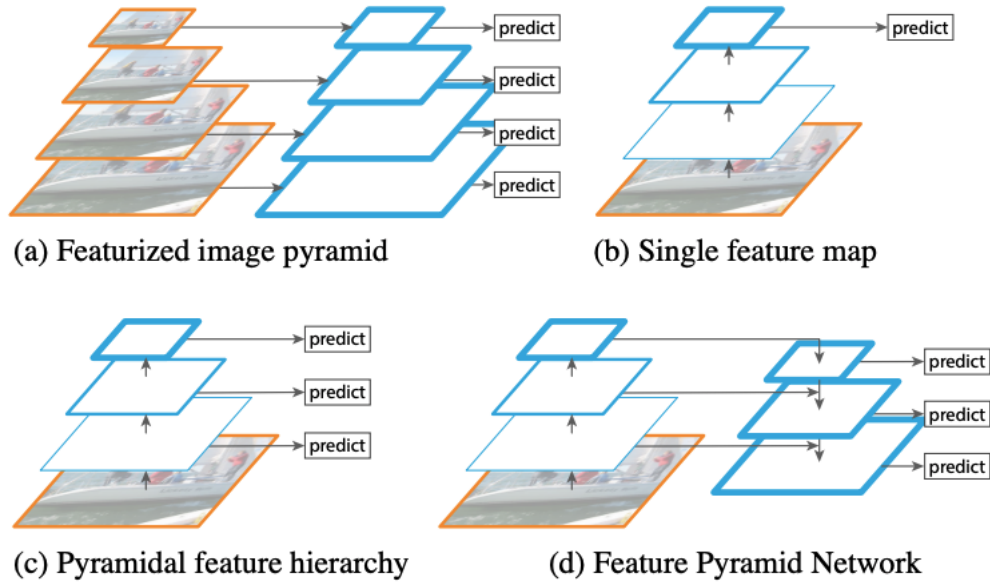 predict
predict
predict
predict
(a) Featurized image pyramid
predict
(b) Single feature map
predict
predict
predict
(c) Pyramidal feature hierarchy
predict
predict
predict
(d) Feature Pyramid Network